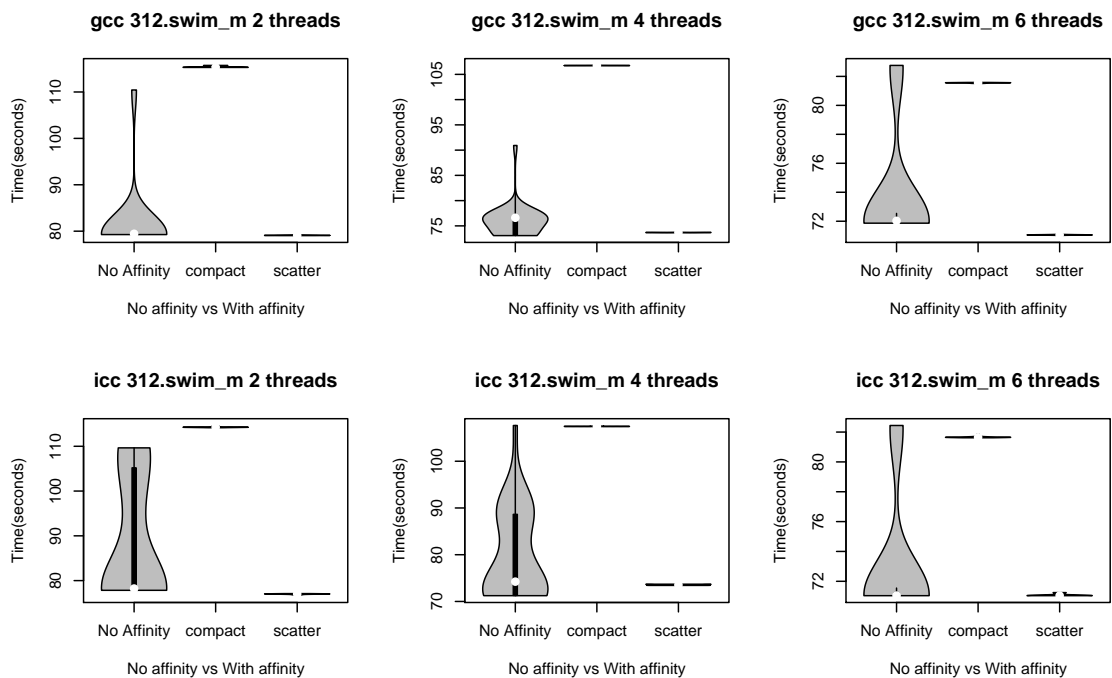 gcc 312.swim_m 2 threads
gcc 312.swim_m 4 threads
gcc 312.swim_m 6 threads
Time(seconds)
80
90
100
110
No Affinity compact scatter
No affinity vs With affinity
Time(seconds)
75
85
95
105
No Affinity compact scatter
No affinity vs With affinity
Time(seconds)
72
76
80
No Affinity compact scatter
No affinity vs With affinity
icc 312.swim_m 2 threads
icc 312.swim_m 4 threads
icc 312.swim_m 6 threads
Time(seconds)
80
90
100
110
No Affinity compact scatter
No affinity vs With affinity
Time(seconds)
70
80
90
100
No Affinity compact scatter
No affinity vs With affinity
Time(seconds)
72
76
80
No Affinity compact scatter
No affinity vs With affinity